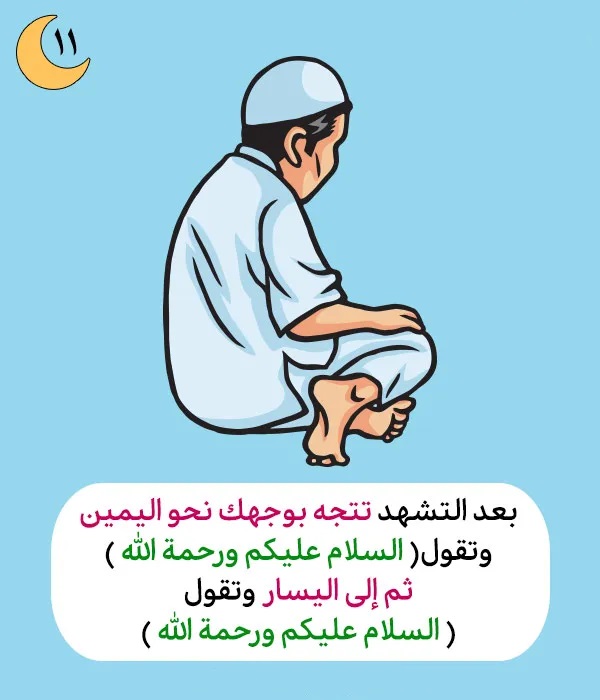 ١١
بعد التشهد تتجه بوجهك نحو اليمين
وتقول( السلام عليكم ورحمة الله )
ثم إلى اليسار وتقول
( السلام عليكم ورحمة الله )